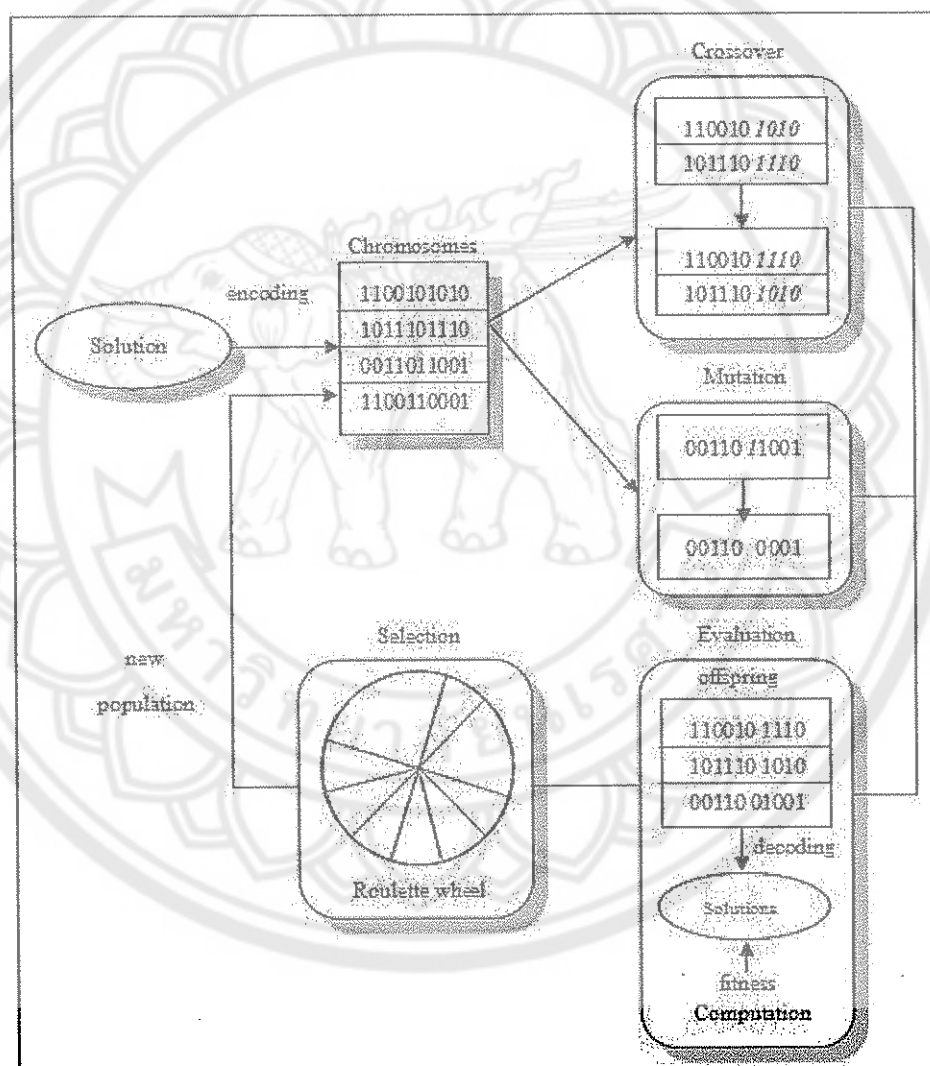 Crossover
110010 1010
101110 1110
110010 1110
101110 1010
Chromosomes
encoding
1100101010
1011101110
0011011001
1100110001
Solution
Mutation
00110 11001
00110 0001
new
population
Selection
Roulette wheel
Evaluation
offspring
110010 1110
101110 1010
00110 01001
decoding
Solutions
fitness
Computation